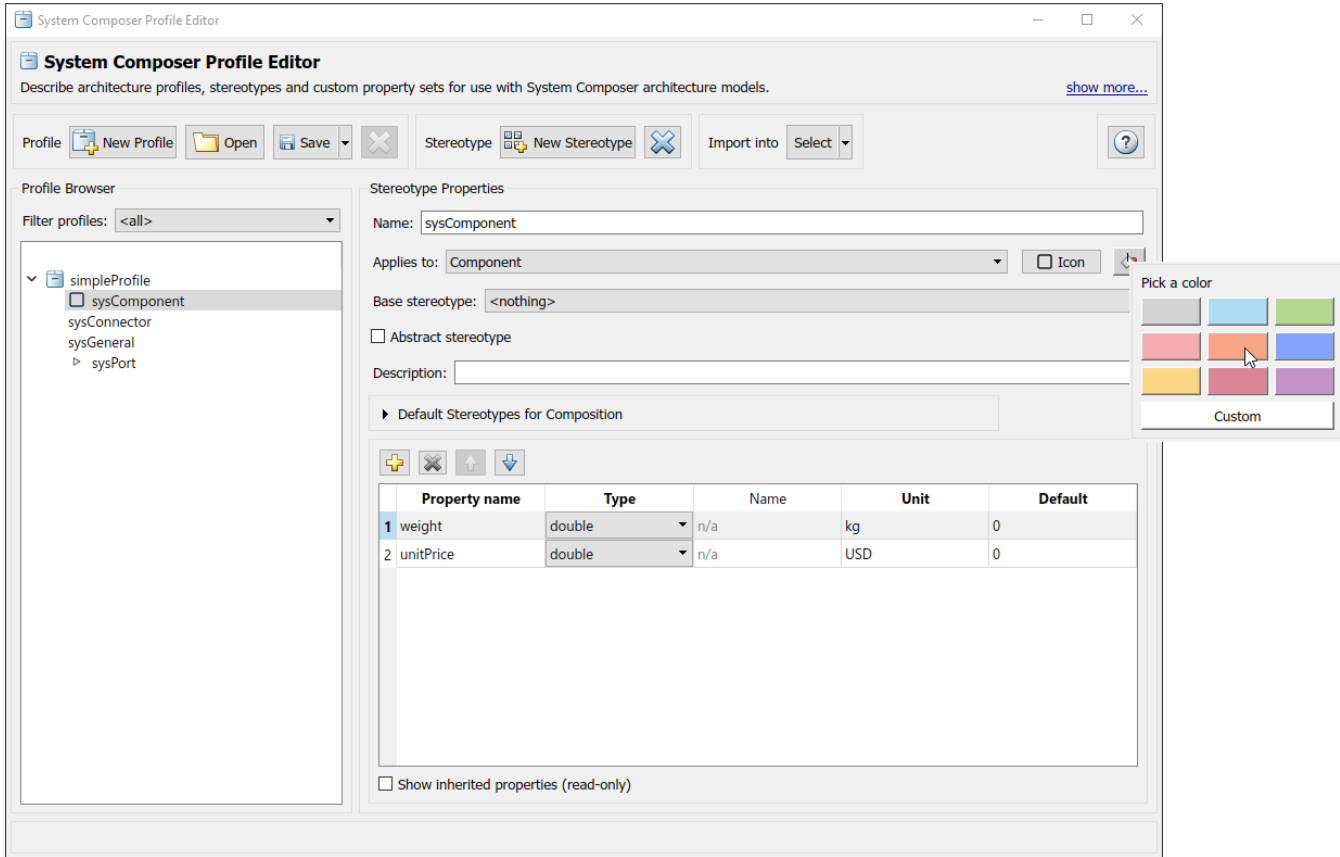 System Composer Profile Editor
System Composer Profile Editor
Describe architecture profiles, stereotypes and custom property sets for use with System Composer architecture models. show more...
Profile New Profile Open Save Stereotype New Stereotype Import into Select ?
Profile Browser
Filter profiles: <all>
simpleProfile
sysComponent
sysConnector
sysGeneral
sysPort
Stereotype Properties
Name: sysComponent
Applies to: Component Icon
Base stereotype: <nothing>
Abstract stereotype
Description:
Default Stereotypes for Composition
Property name Type Name Unit Default
1 weight double n/a kg 0
2 unitPrice double n/a USD 0
Show inherited properties (read-only)
Pick a color
Custom